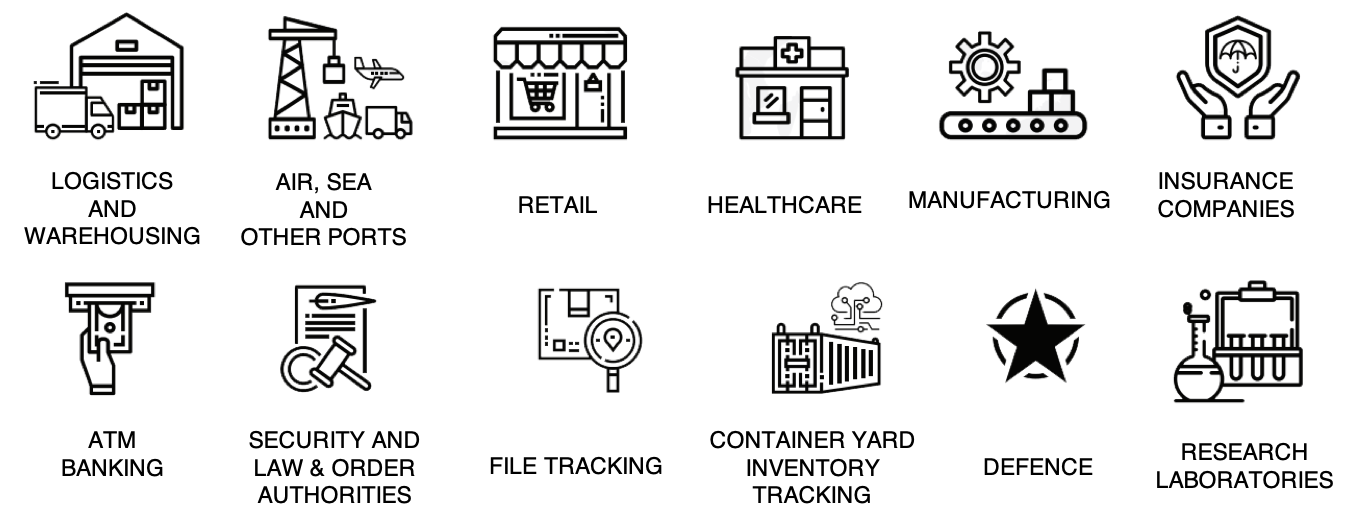 LOGISTICS
AND
WAREHOUSING
AIR, SEA
AND
OTHER PORTS
RETAIL
HEALTHCARE
MANUFACTURING
INSURANCE
COMPANIES
ATM
BANKING
SECURITY AND
LAW & ORDER
AUTHORITIES
FILE TRACKING
CONTAINER YARD
INVENTORY
TRACKING
DEFENCE
RESEARCH
LABORATORIES